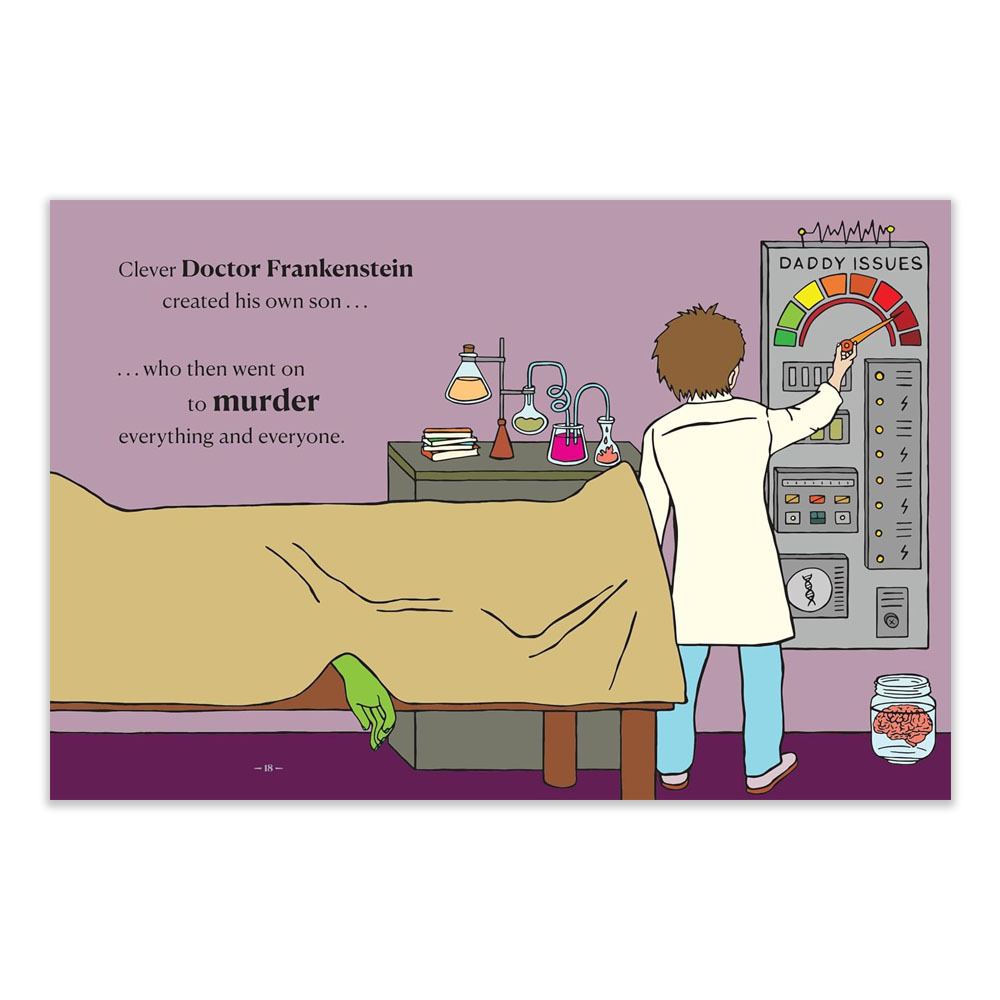 Clever Doctor Frankenstein
created his own son . . .
. . . who then went on
to murder
everything and everyone.
DADDY ISSUES
– 18 –